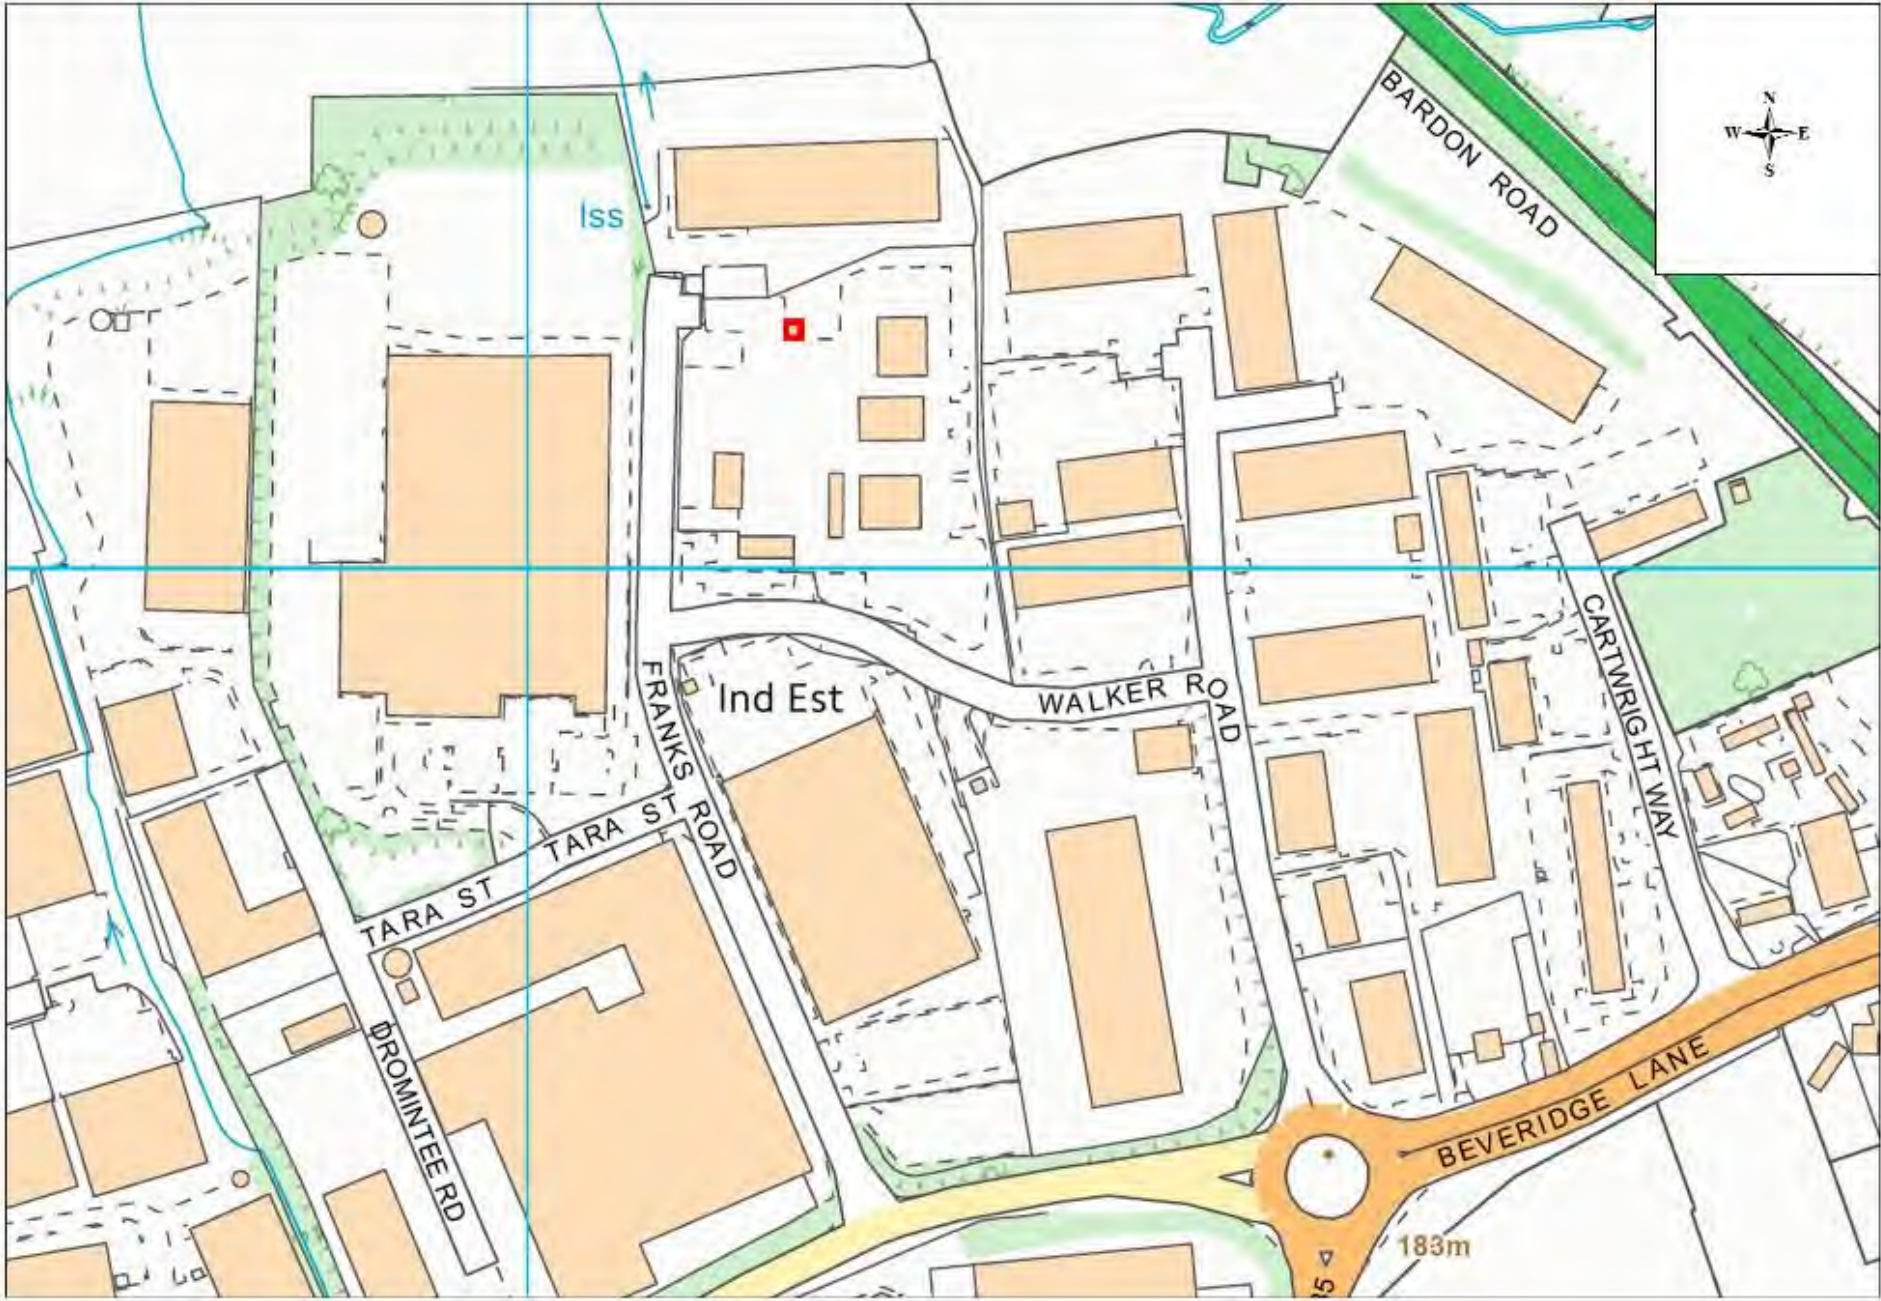 N
W E
S
BARDON ROAD
Iss
CARTWRIGHT WAY
FRANKS ROAD
Ind Est
WALKER ROAD
TARA ST
TARA ST
DROMINTEE RD
BEVERIDGE LANE
183m